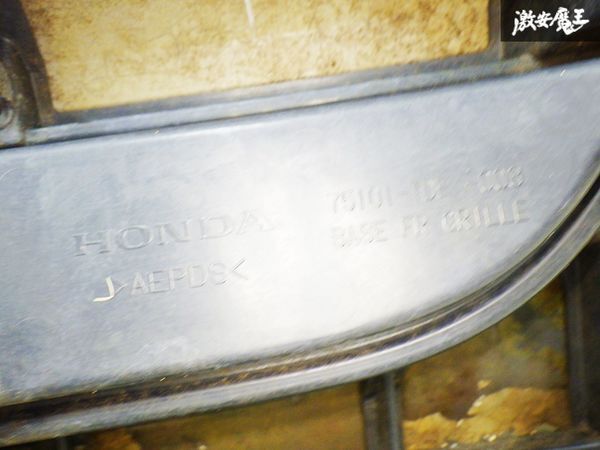 激安魔王
HONDA
75101-
BASE FR GRILLE
>AEPDS<